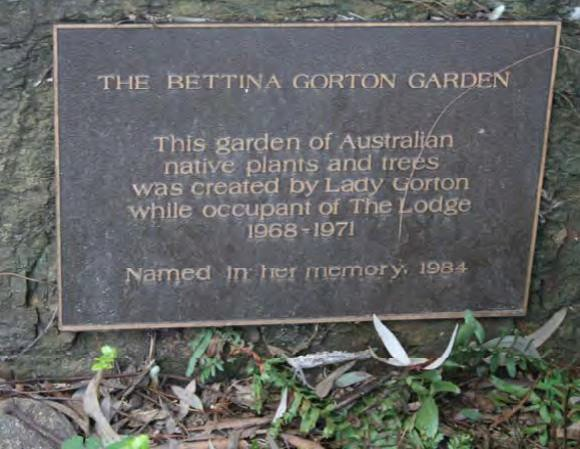 THE BETTINA GORTON GARDEN
This garden of Australian
native plants and trees
was created by Lady Gorton
while occupant of The Lodge
1968-1971
Named in her memory, 1984